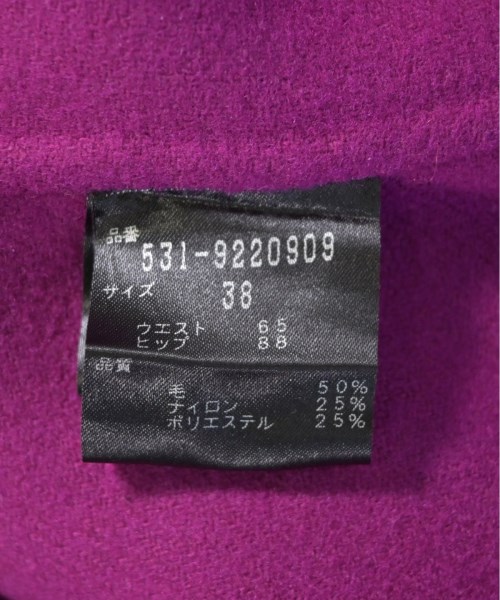 品番
531-9220909
サイズ 38
ウエスト 65
ヒップ 88
品質
毛 50%
ナイロン 25%
ポリエステル 25%